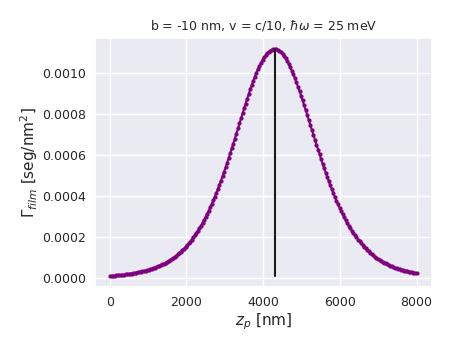 b = -10 nm, v = c/10, ℏω = 25 meV
Γ_film [seg/nm²]
0.0010
0.0008
0.0006
0.0004
0.0002
0.0000
0 2000 4000 6000 8000
z_p [nm]